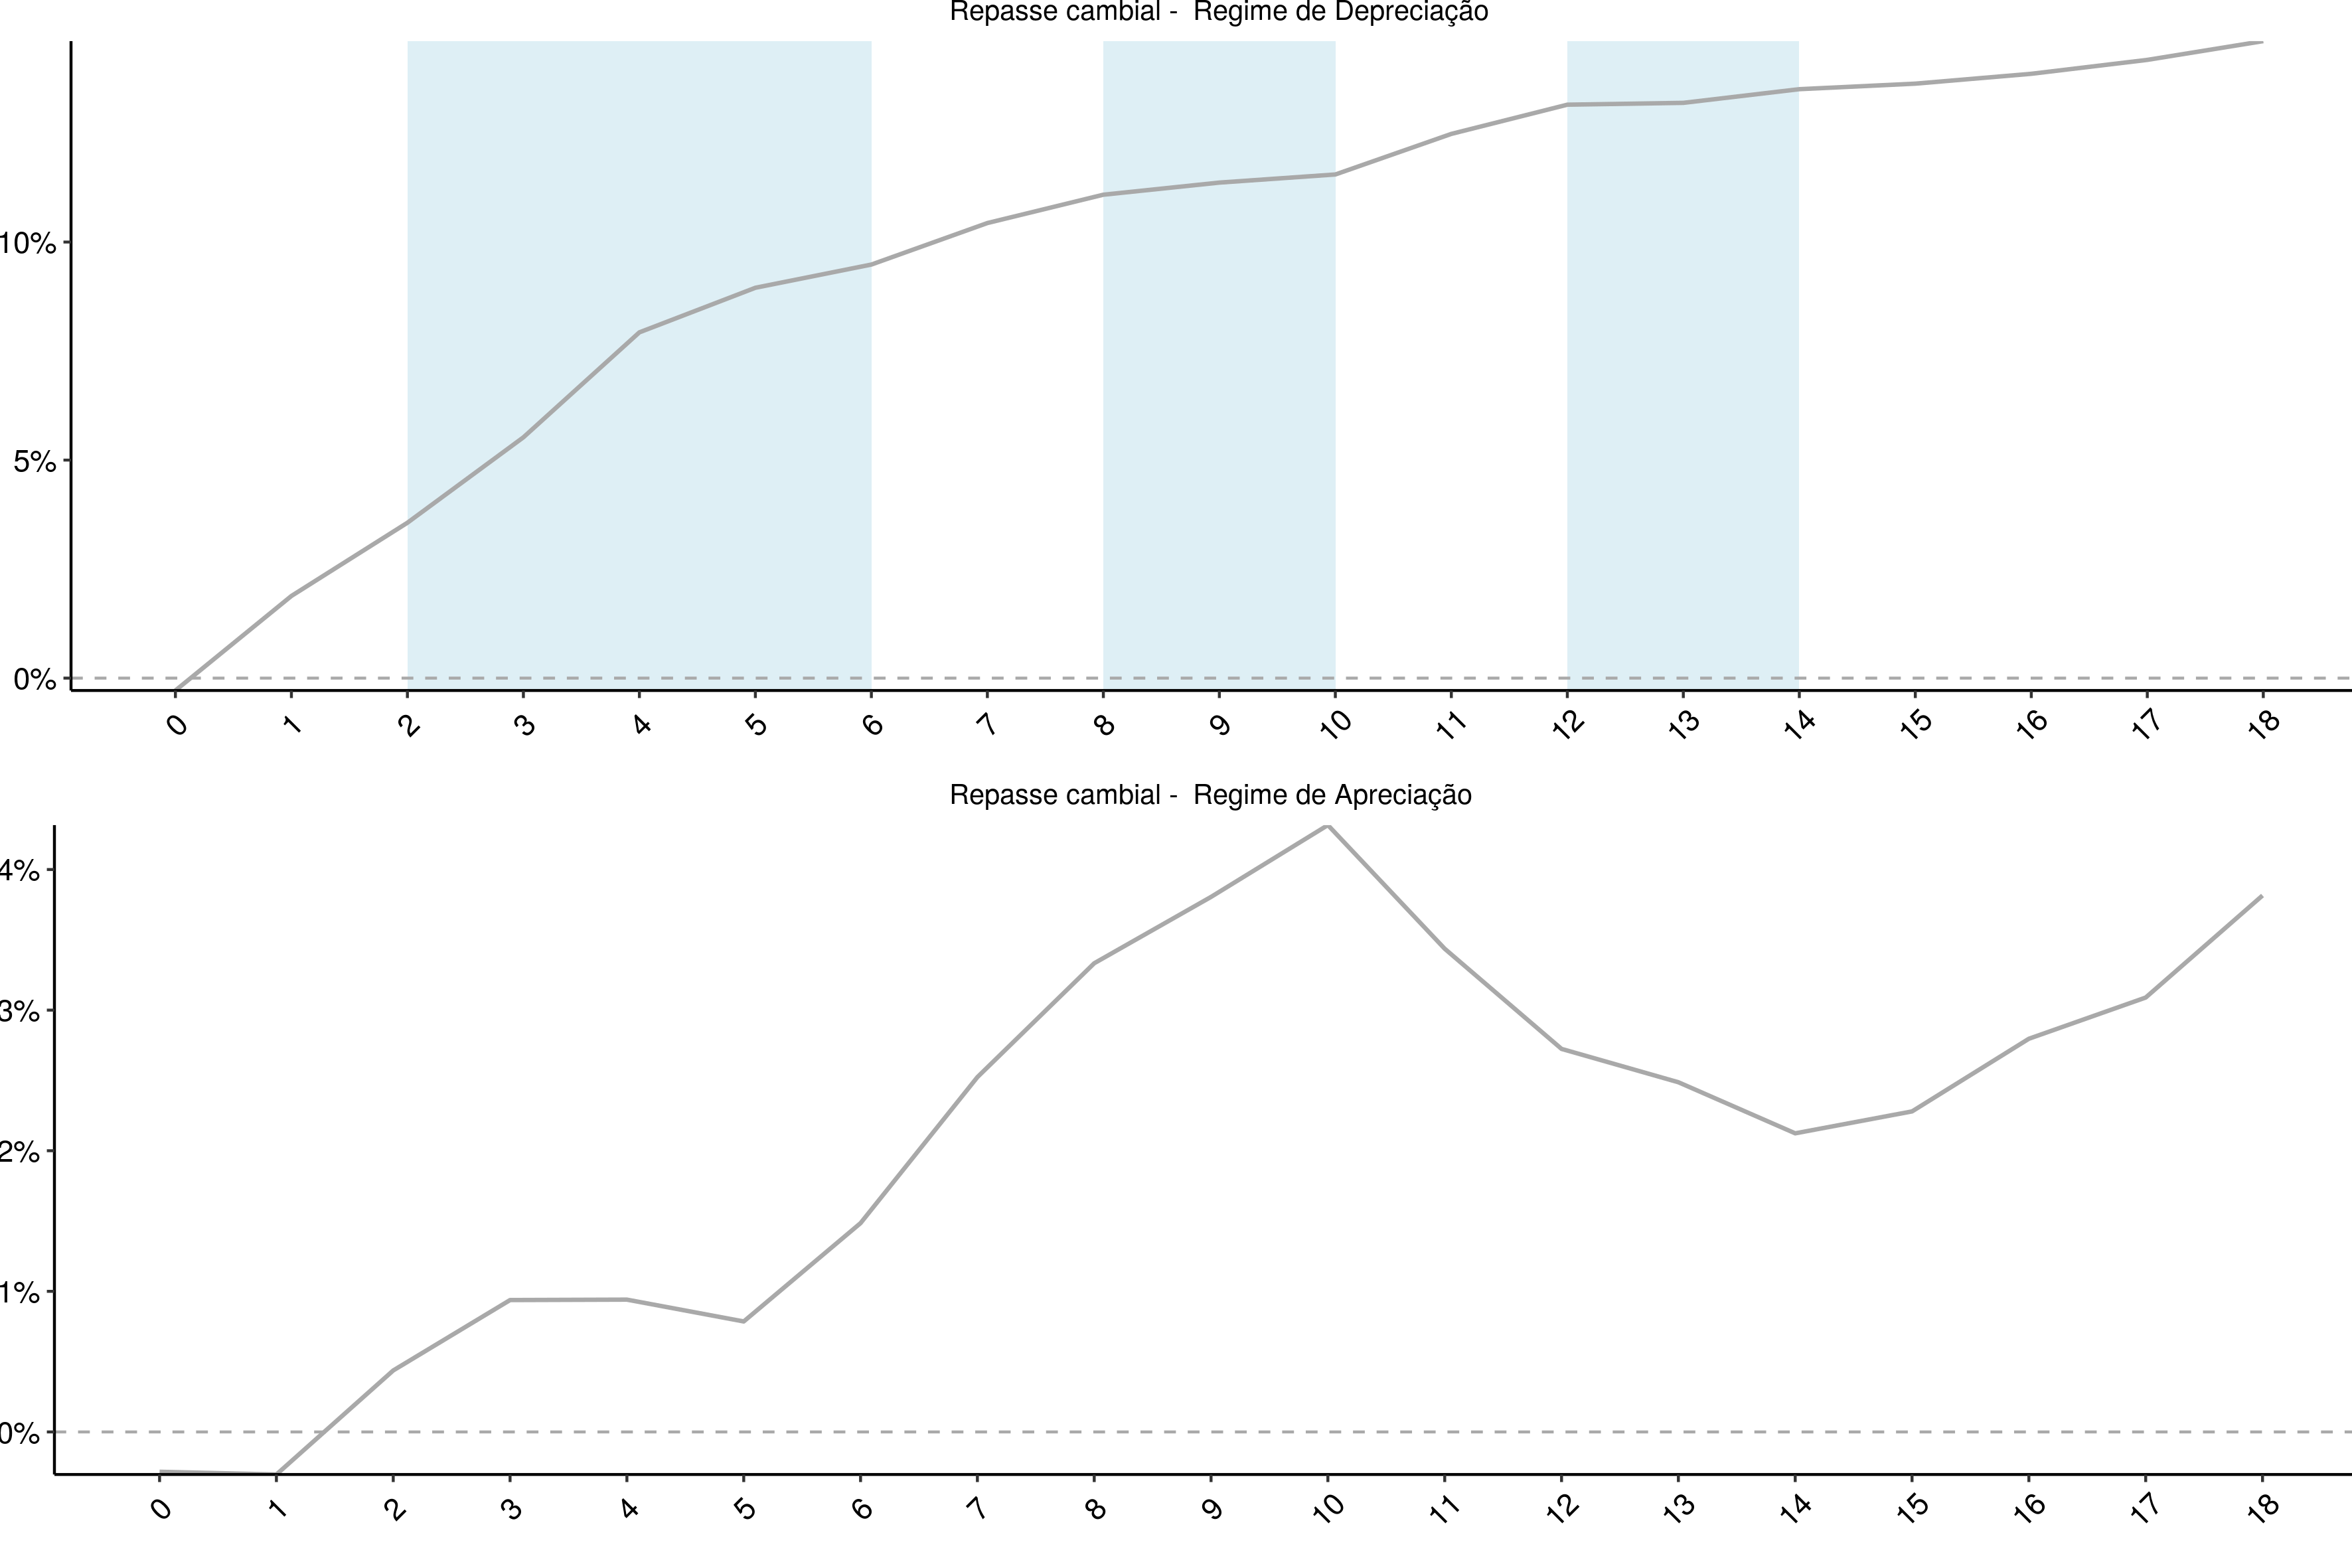 Repasse cambial -  Regime de Depreciação
10%
5%
0%
0 1 2 3 4 5 6 7 8 9 10 11 12 13 14 15 16 17 18
Repasse cambial -  Regime de Apreciação
4%
3%
2%
1%
0%
0 1 2 3 4 5 6 7 8 9 10 11 12 13 14 15 16 17 18